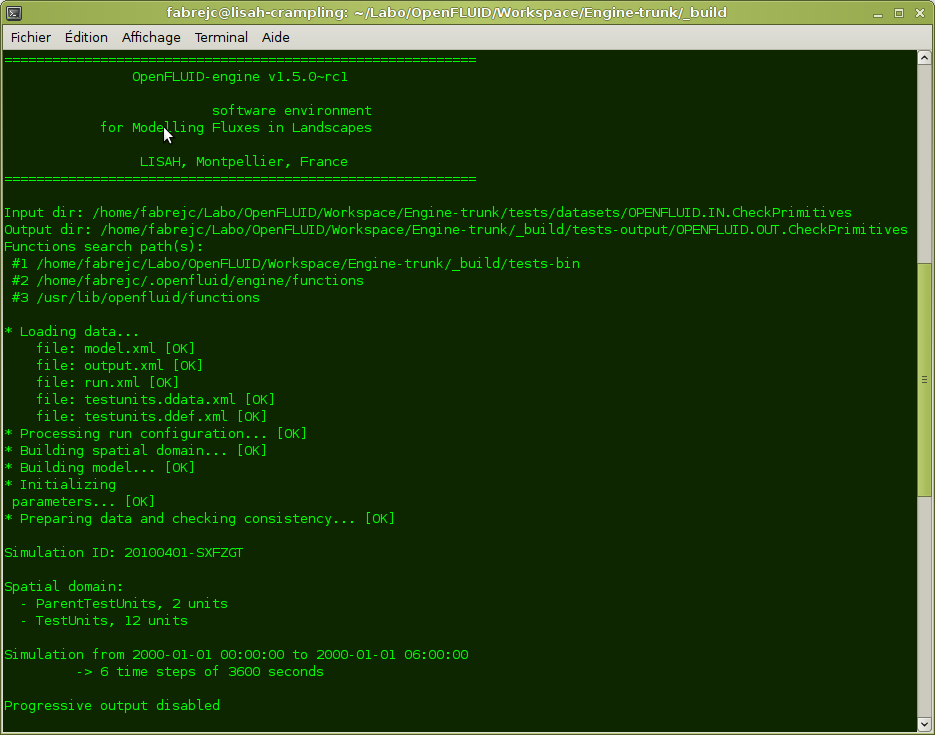 fabrejc@lisah-crampling: ~/Labo/OpenFLUID/Workspace/Engine-trunk/_build
Fichier Édition Affichage Terminal Aide
===========================================================
OpenFLUID-engine v1.5.0~rc1
software environment
for Modelling Fluxes in Landscapes
LISAH, Montpellier, France
===========================================================
Input dir: /home/fabrejc/Labo/OpenFLUID/Workspace/Engine-trunk/tests/datasets/OPENFLUID.IN.CheckPrimitives
Output dir: /home/fabrejc/Labo/OpenFLUID/Workspace/Engine-trunk/_build/tests-output/OPENFLUID.OUT.CheckPrimitives
Functions search path(s):
#1 /home/fabrejc/Labo/OpenFLUID/Workspace/Engine-trunk/_build/tests-bin
#2 /home/fabrejc/.openfluid/engine/functions
#3 /usr/lib/openfluid/functions
* Loading data...
file: model.xml [OK]
file: output.xml [OK]
file: run.xml [OK]
file: testunits.ddata.xml [OK]
file: testunits.ddef.xml [OK]
* Processing run configuration... [OK]
* Building spatial domain... [OK]
* Building model... [OK]
* Initializing
parameters... [OK]
* Preparing data and checking consistency... [OK]
Simulation ID: 20100401-SXFZGT
Spatial domain:
- ParentTestUnits, 2 units
- TestUnits, 12 units
Simulation from 2000-01-01 00:00:00 to 2000-01-01 06:00:00
-> 6 time steps of 3600 seconds
Progressive output disabled